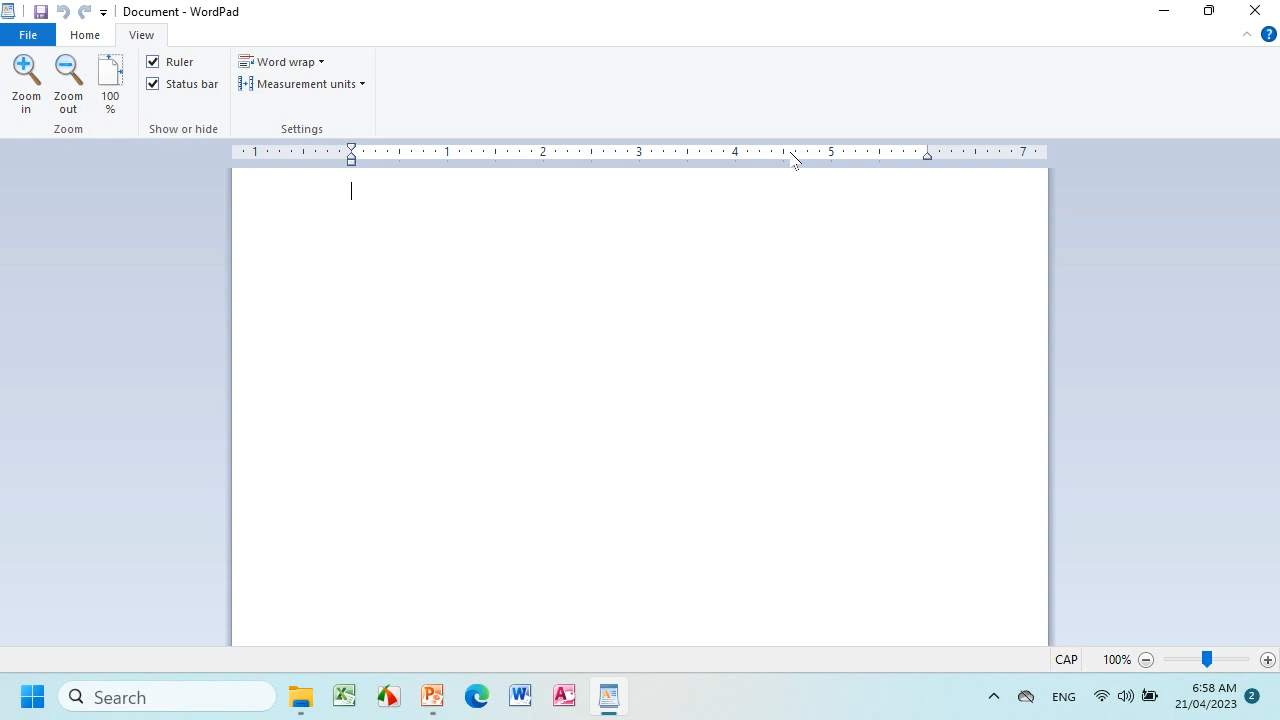 Document - WordPad
File Home View
Zoom in
Zoom out
100 %
Zoom
Ruler
Status bar
Show or hide
Word wrap
Measurement units
Settings
1 1 2 3 4 5 7
CAP 100%
Search
ENG
6:58 AM
21/04/2023
2